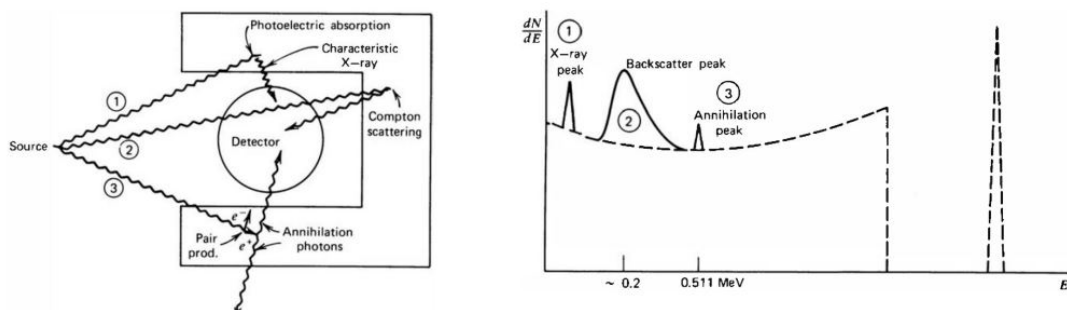 Photoelectric absorption
Characteristic
X-ray
①
Compton
scattering
Source
②
Detector
③
e⁻
Pair
prod.
e⁺
Annihilation
photons
dN
dE
①
X-ray
peak
Backscatter peak
②
③
Annihilation
peak
~ 0.2
0.511 MeV
E